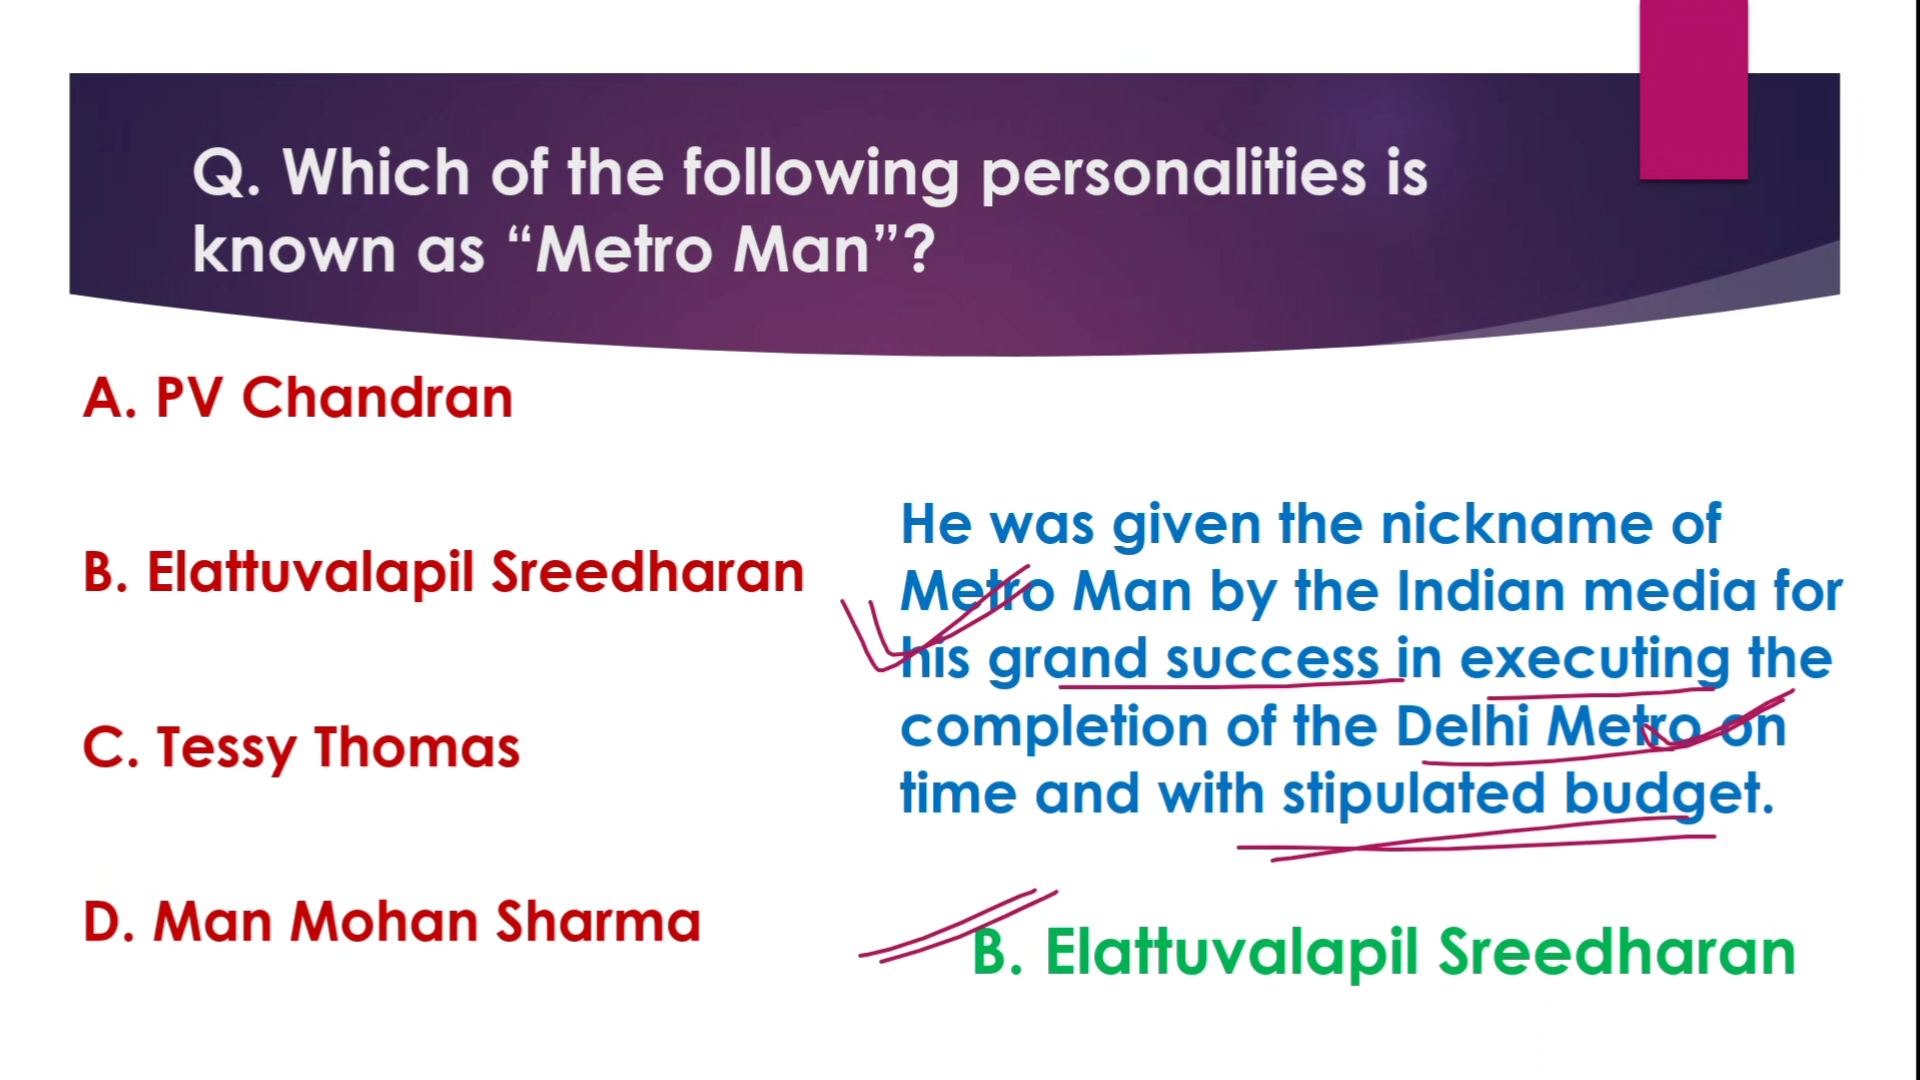 Q. Which of the following personalities is
known as “Metro Man”?
A. PV Chandran
B. Elattuvalapil Sreedharan
C. Tessy Thomas
D. Man Mohan Sharma
He was given the nickname of
Metro Man by the Indian media for
his grand success in executing the
completion of the Delhi Metro on
time and with stipulated budget.
B. Elattuvalapil Sreedharan